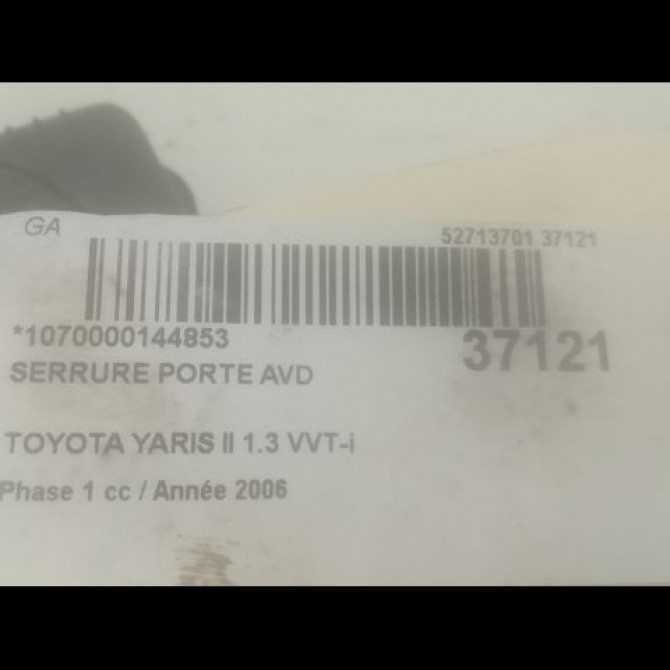 GA
52713701 37121
*1070000144853
37121
SERRURE PORTE AVD
TOYOTA YARIS II 1.3 VVT-i
Phase 1 cc / Année 2006